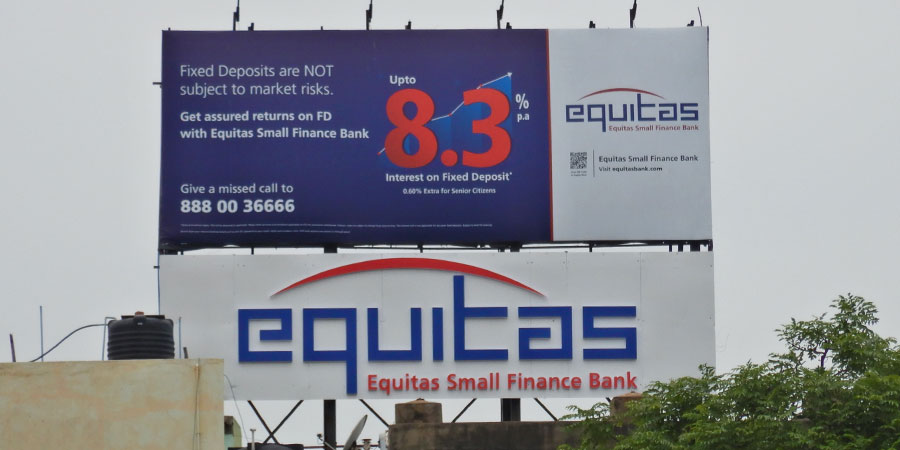 Fixed Deposits are NOT
subject to market risks.
Get assured returns on FD
with Equitas Small Finance Bank
Give a missed call to
888 00 36666
Upto
8.3% p.a
Interest on Fixed Deposit*
0.60% Extra for Senior Citizens
equitas
Equitas Small Finance Bank
Equitas Small Finance Bank
Visit equitasbank.com
equitas
Equitas Small Finance Bank